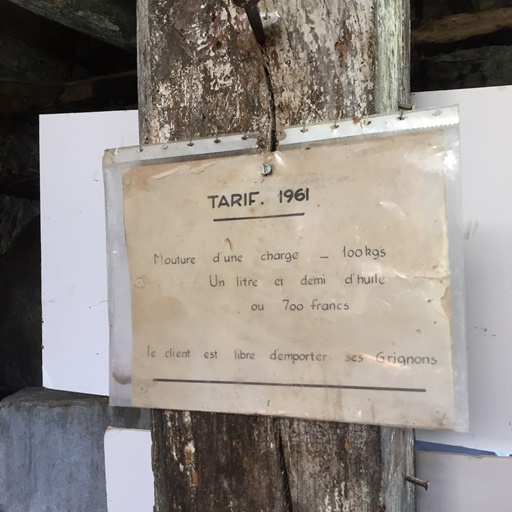 TARIF. 1961
Mouture d'une charge _ 100kgs
Un litre et demi d'huile
ou 700 francs
le client est libre d'emporter ses Grignons